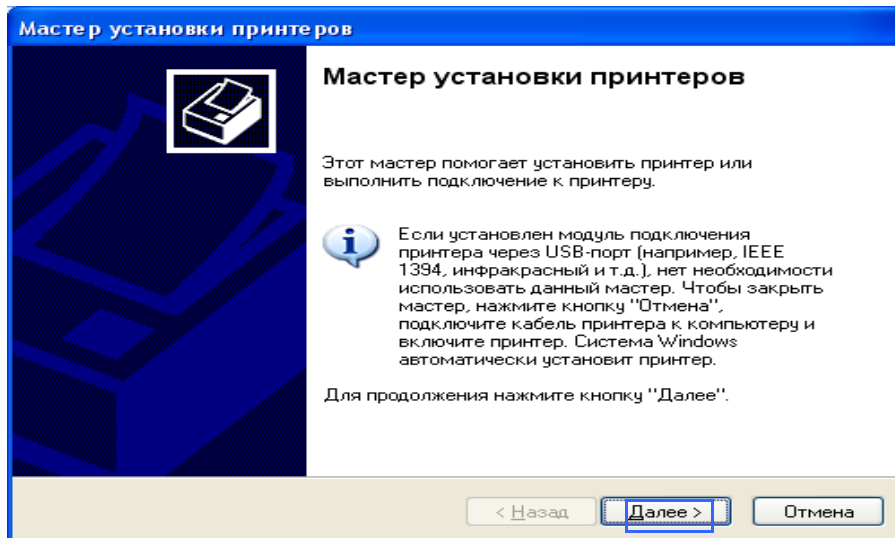 Мастер установки принтеров
Мастер установки принтеров
Этот мастер помогает установить принтер или
выполнить подключение к принтеру.
Если установлен модуль подключения
принтера через USB-порт (например, IEEE
1394, инфракрасный и т.д.), нет необходимости
использовать данный мастер. Чтобы закрыть
мастер, нажмите кнопку "Отмена",
подключите кабель принтера к компьютеру и
включите принтер. Система Windows
автоматически установит принтер.
Для продолжения нажмите кнопку "Далее".
< Назад Далее > Отмена